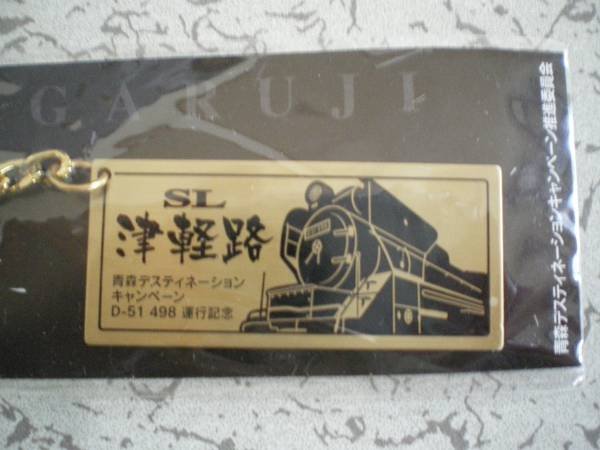 GARUJI
SL
津軽路
青森デスティネーション
キャンペーン
D-51 498 運行記念
青森デスティネーションキャンペーン推進委員会